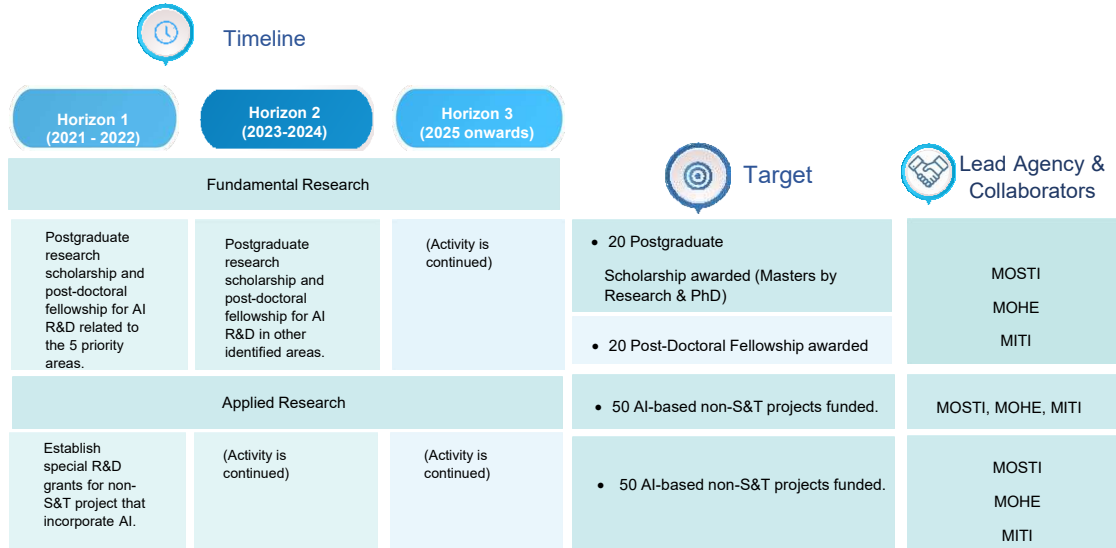 Timeline
Horizon 1
(2021 - 2022)
Horizon 2
(2023-2024)
Horizon 3
(2025 onwards)
Target
Lead Agency &
Collaborators
Fundamental Research
Postgraduate
research
scholarship and
post-doctoral
fellowship for AI
R&D related to
the 5 priority
areas.
Postgraduate
research
scholarship and
post-doctoral
fellowship for AI
R&D in other
identified areas.
(Activity is
continued)
• 20 Postgraduate
Scholarship awarded (Masters by
Research & PhD)
• 20 Post-Doctoral Fellowship awarded
MOSTI
MOHE
MITI
Applied Research
• 50 AI-based non-S&T projects funded.
MOSTI, MOHE, MITI
Establish
special R&D
grants for non-
S&T project that
incorporate AI.
(Activity is
continued)
(Activity is
continued)
• 50 AI-based non-S&T projects funded.
MOSTI
MOHE
MITI